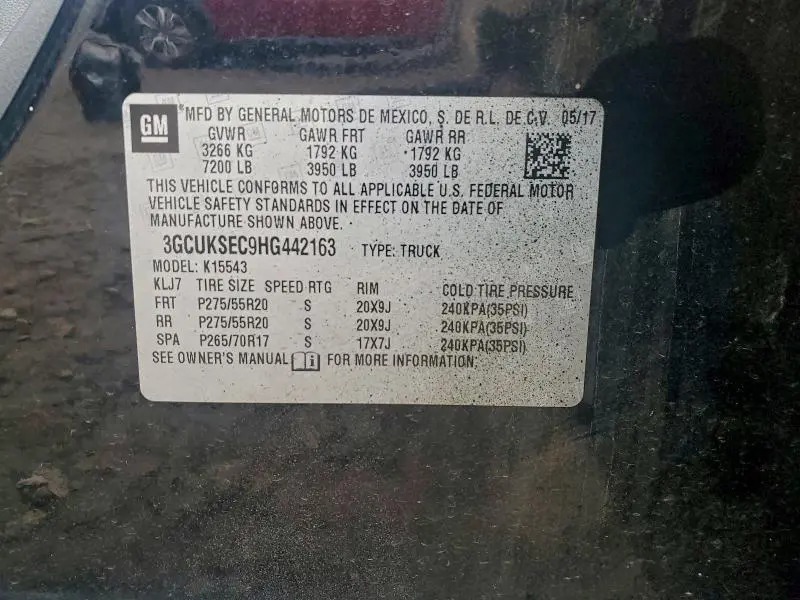 GM
® MFD BY GENERAL MOTORS DE MEXICO, S. DE R.L. DE C.V. 05/17
GVWR GAWR FRT GAWR RR
3266 KG 1792 KG 1792 KG
7200 LB 3950 LB 3950 LB
THIS VEHICLE CONFORMS TO ALL APPLICABLE U.S. FEDERAL MOTOR
VEHICLE SAFETY STANDARDS IN EFFECT ON THE DATE OF
MANUFACTURE SHOWN ABOVE.
3GCUKSEC9HG442163 TYPE: TRUCK
MODEL: K15543
KLJ7 TIRE SIZE SPEED RTG RIM COLD TIRE PRESSURE
FRT P275/55R20 S 20X9J 240KPA(35PSI)
RR P275/55R20 S 20X9J 240KPA(35PSI)
SPA P265/70R17 S 17X7J 240KPA(35PSI)
SEE OWNER'S MANUAL FOR MORE INFORMATION.